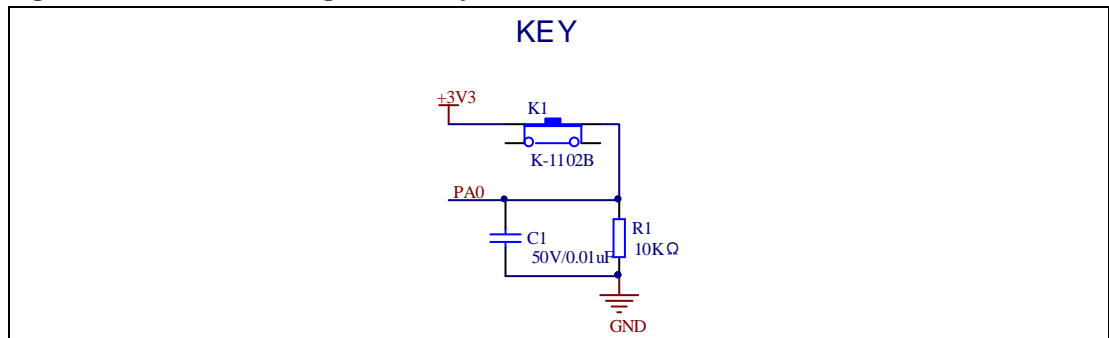 KEY
+3V3
K1
K-1102B
PA0
C1
50V/0.01uF
R1
10KΩ
GND